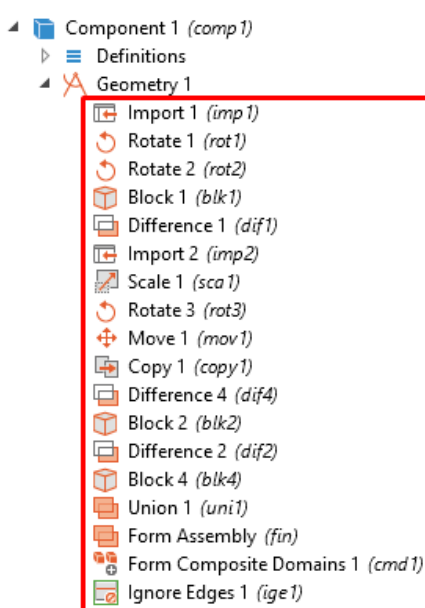 Component 1 (comp1)
Definitions
Geometry 1
Import 1 (imp1)
Rotate 1 (rot1)
Rotate 2 (rot2)
Block 1 (blk1)
Difference 1 (dif1)
Import 2 (imp2)
Scale 1 (sca1)
Rotate 3 (rot3)
Move 1 (mov1)
Copy 1 (copy1)
Difference 4 (dif4)
Block 2 (blk2)
Difference 2 (dif2)
Block 4 (blk4)
Union 1 (uni1)
Form Assembly (fin)
Form Composite Domains 1 (cmd1)
Ignore Edges 1 (ige1)